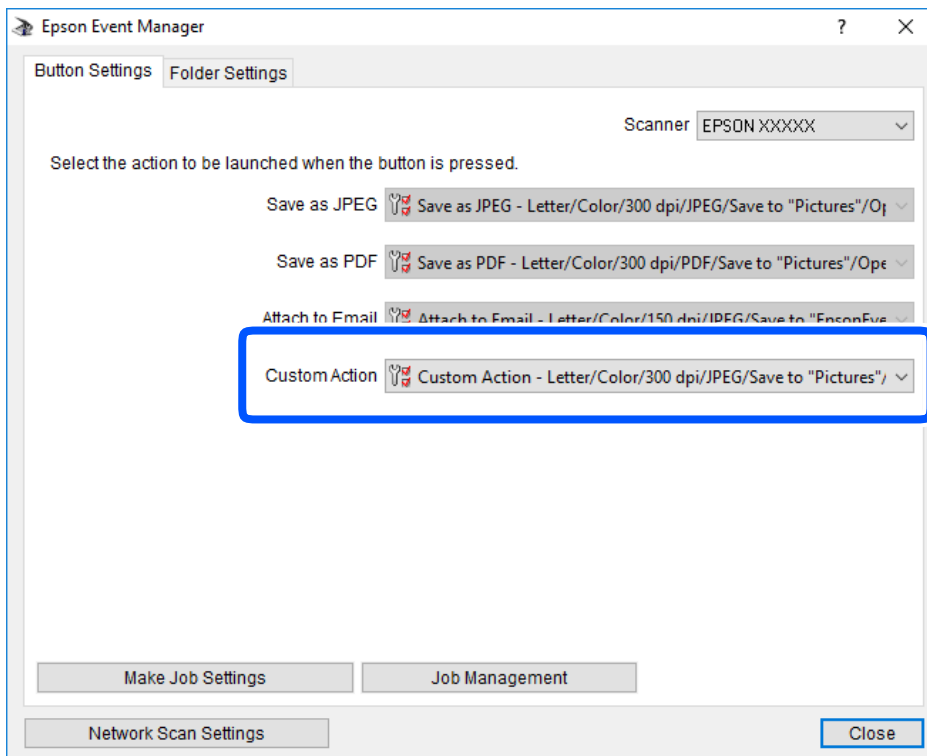 Epson Event Manager
Button Settings Folder Settings
Scanner EPSON XXXXX
Select the action to be launched when the button is pressed.
Save as JPEG Save as JPEG - Letter/Color/300 dpi/JPEG/Save to "Pictures"/Op
Save as PDF Save as PDF - Letter/Color/300 dpi/PDF/Save to "Pictures"/Ope
Attach to Email Attach to Email - Letter/Color/150 dpi/JPEG/Save to "EpsonEve
Custom Action Custom Action - Letter/Color/300 dpi/JPEG/Save to "Pictures"/
Make Job Settings Job Management
Network Scan Settings Close